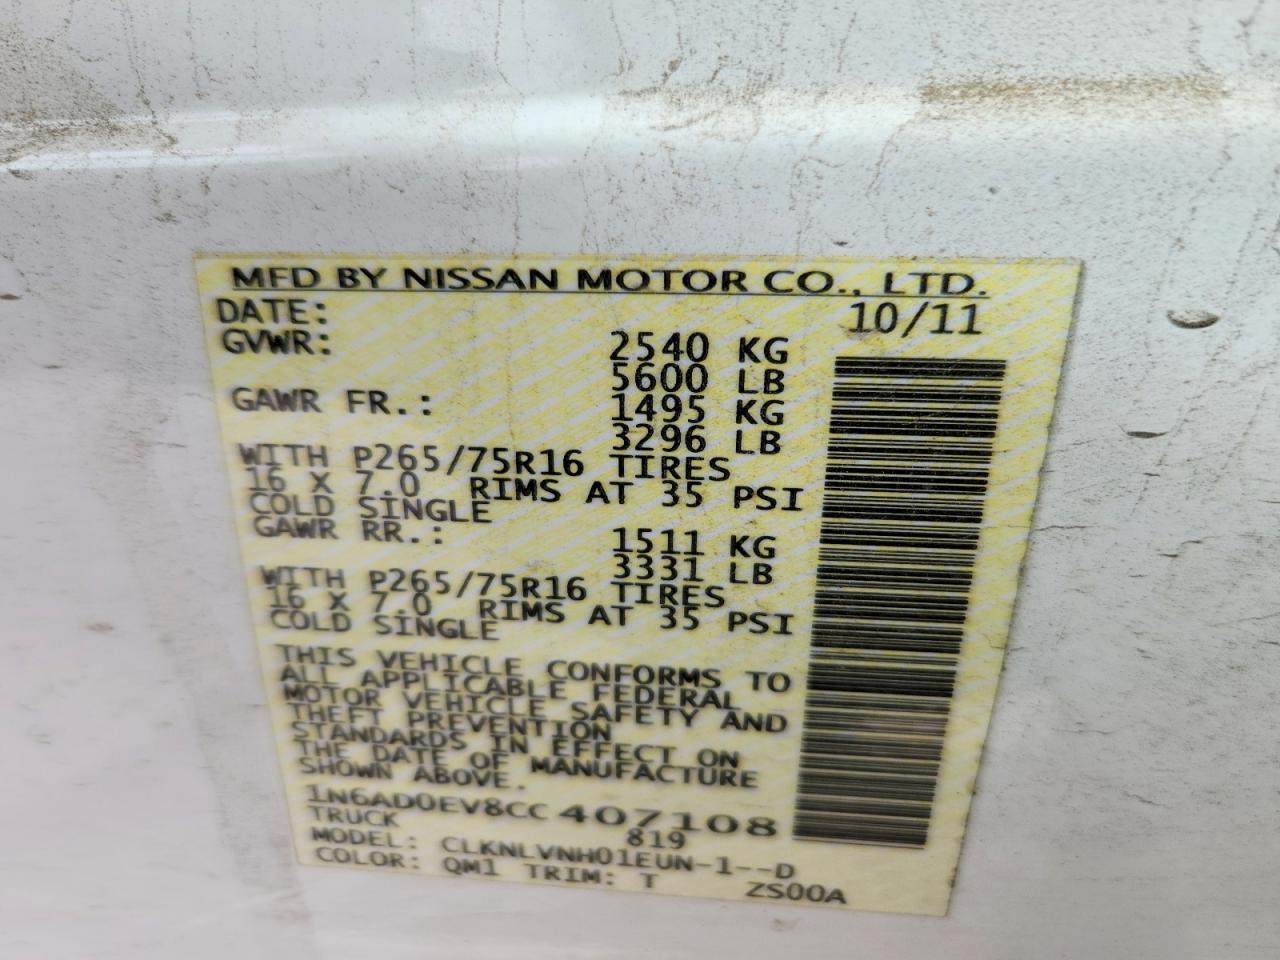 MFD BY NISSAN MOTOR CO., LTD.
DATE: 10/11
GVWR: 2540 KG
5600 LB
GAWR FR.: 1495 KG
3296 LB
WITH P265/75R16 TIRES
16 X 7.0 RIMS AT 35 PSI
COLD SINGLE
GAWR RR.: 1511 KG
3331 LB
WITH P265/75R16 TIRES
16 X 7.0 RIMS AT 35 PSI
COLD SINGLE
THIS VEHICLE CONFORMS TO
ALL APPLICABLE FEDERAL
MOTOR VEHICLE SAFETY AND
THEFT PREVENTION
STANDARDS IN EFFECT ON
THE DATE OF MANUFACTURE
SHOWN ABOVE.
1N6AD0EV8CC407108
TRUCK 819
MODEL: CLKNLVNH01EUN-1--D
COLOR: QM1 TRIM: T ZS00A